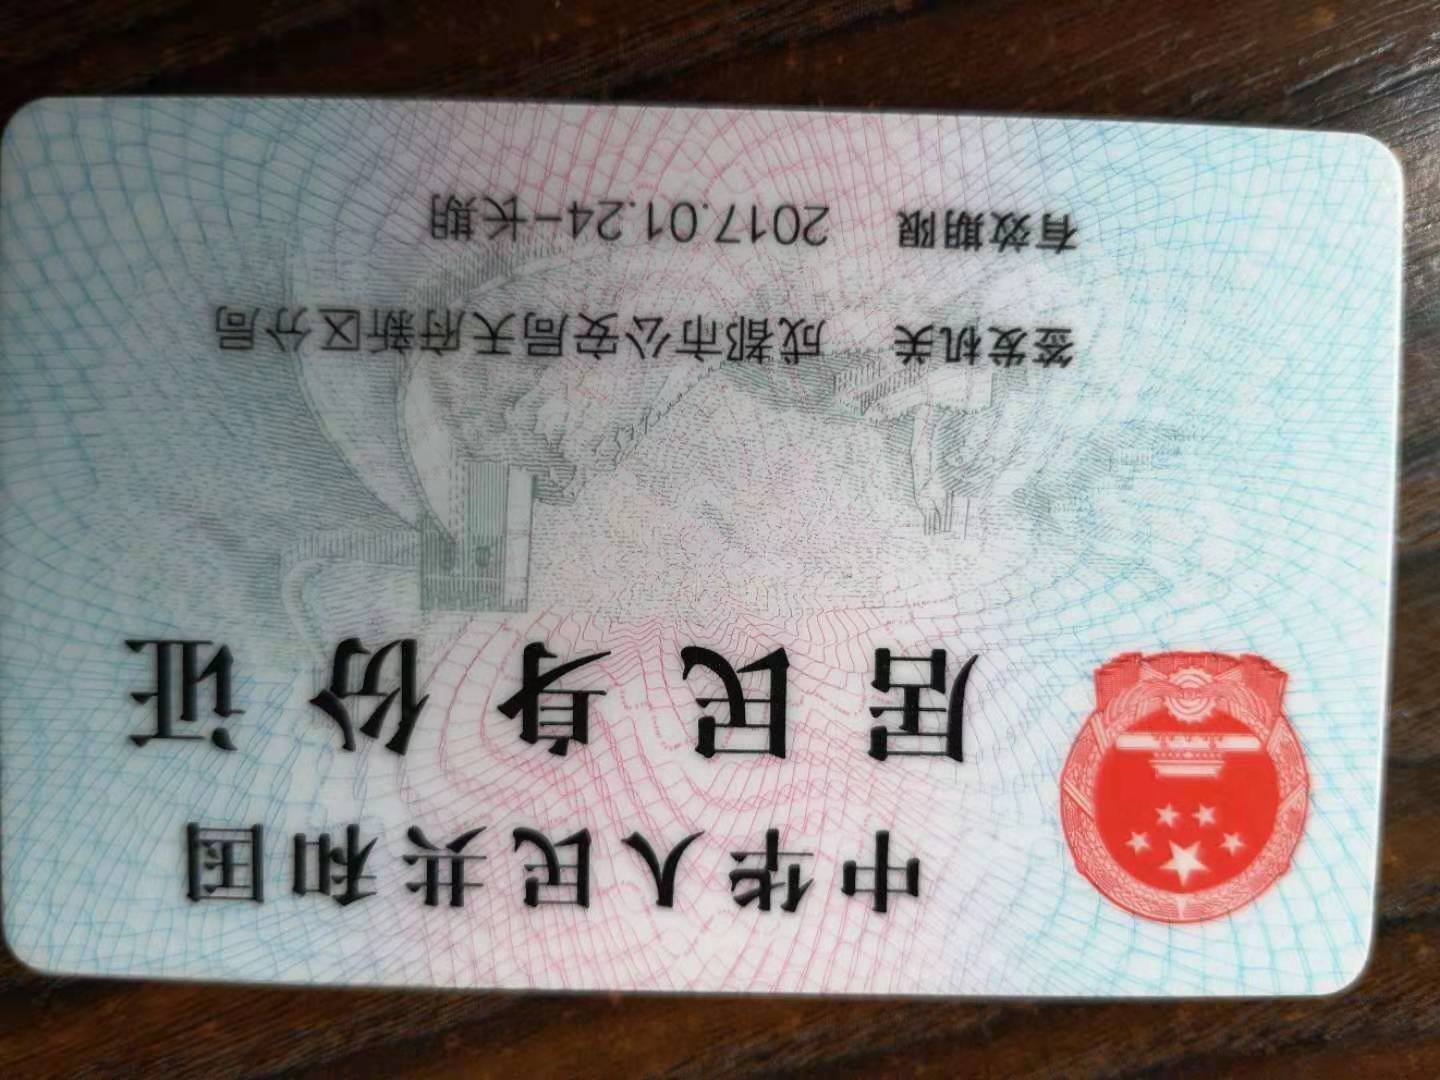 中华人民共和国
居民身份证
签发机关 成都市公安局天府新区分局
有效期限 2017.01.24-长期